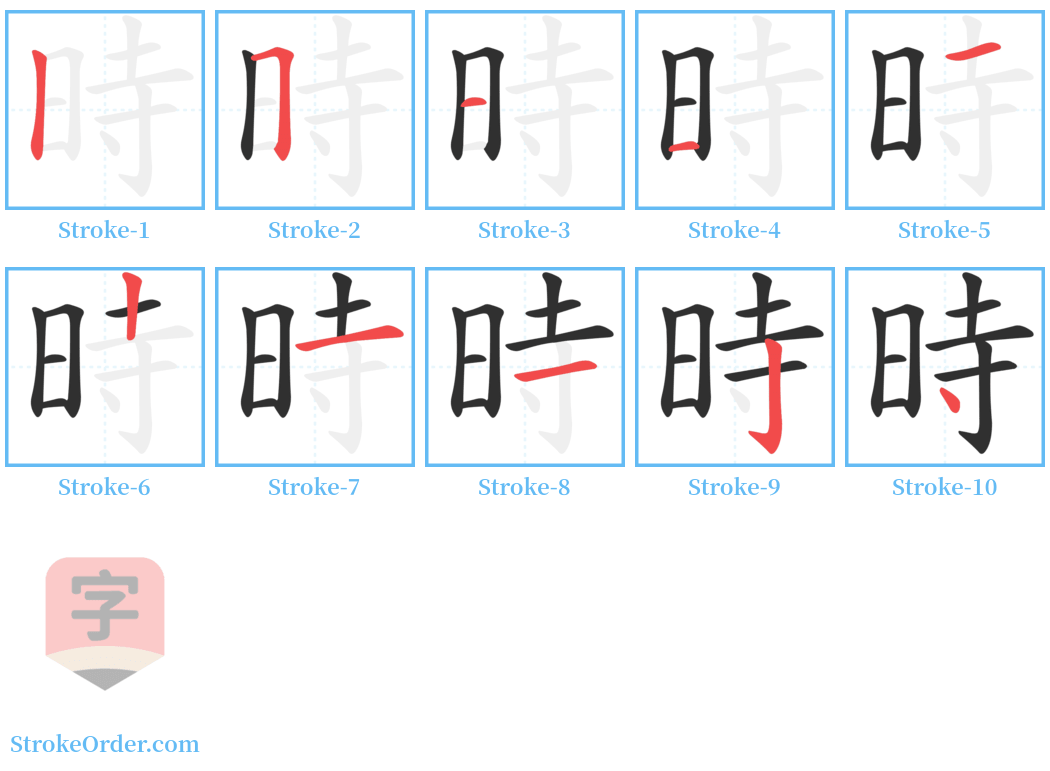 時 時 時 時 時
Stroke-1 Stroke-2 Stroke-3 Stroke-4 Stroke-5
時 時 時 時 時
Stroke-6 Stroke-7 Stroke-8 Stroke-9 Stroke-10
字
StrokeOrder.com